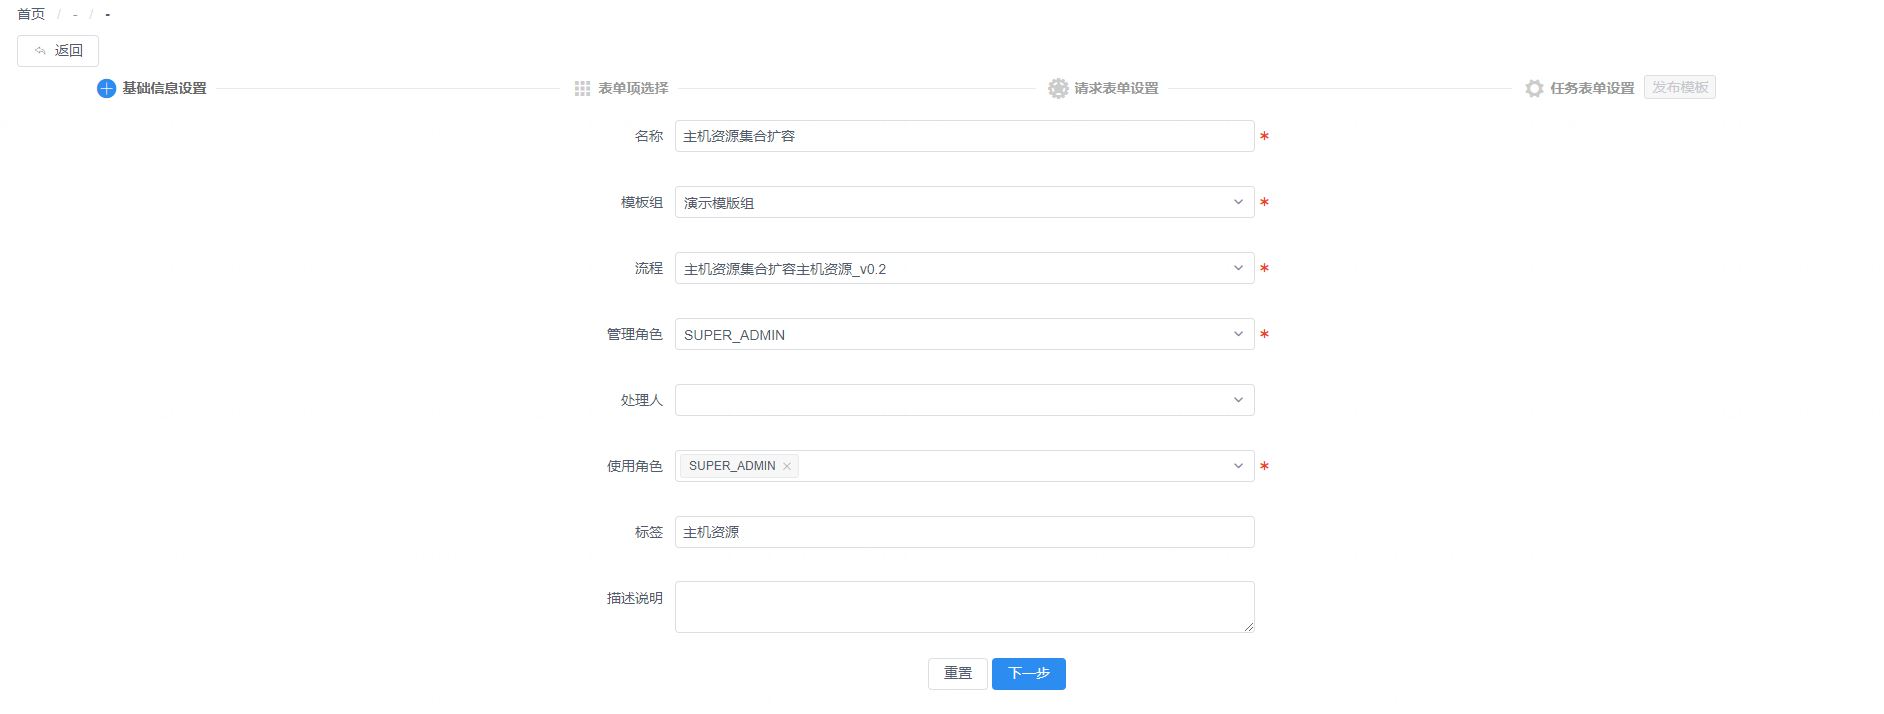 首页 / - / -
返回
基础信息设置 表单项选择 请求表单设置 任务表单设置 发布模板
名称 主机资源集合扩容 *
模板组 演示模版组 *
流程 主机资源集合扩容主机资源_v0.2 *
管理角色 SUPER_ADMIN *
处理人
使用角色 SUPER_ADMIN × *
标签 主机资源
描述说明
重置 下一步